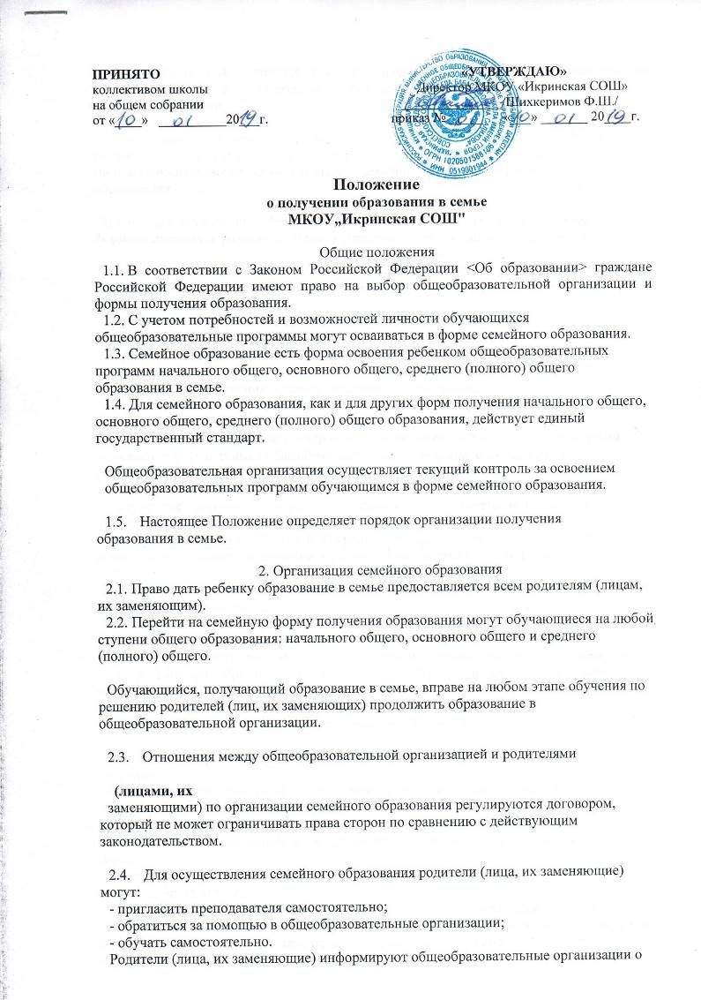 ПРИНЯТО
коллективом школы
на общем собрании
от «10» 01 2019 г.
«УТВЕРЖДАЮ»
Директор МКОУ «Икринская СОШ»
/Шихкеримов Ф.Ш./
приказ № «10» 2019 г.
ОГРН 1020501588106 * ИНН 0519001944 *
Положение
о получении образования в семье
МКОУ„Икринская СОШ"
Общие положения
1.1. В соответствии с Законом Российской Федерации <Об образовании> граждане
Российской Федерации имеют право на выбор общеобразовательной организации и
формы получения образования.
1.2. С учетом потребностей и возможностей личности обучающихся
общеобразовательные программы могут осваиваться в форме семейного образования.
1.3. Семейное образование есть форма освоения ребенком общеобразовательных
программ начального общего, основного общего, среднего (полного) общего
образования в семье.
1.4. Для семейного образования, как и для других форм получения начального общего,
основного общего, среднего (полного) общего образования, действует единый
государственный стандарт.
Общеобразовательная организация осуществляет текущий контроль за освоением
общеобразовательных программ обучающимся в форме семейного образования.
1.5. Настоящее Положение определяет порядок организации получения
образования в семье.
2. Организация семейного образования
2.1. Право дать ребенку образование в семье предоставляется всем родителям (лицам,
их заменяющим).
2.2. Перейти на семейную форму получения образования могут обучающиеся на любой
ступени общего образования: начального общего, основного общего и среднего
(полного) общего.
Обучающийся, получающий образование в семье, вправе на любом этапе обучения по
решению родителей (лиц, их заменяющих) продолжить образование в
общеобразовательной организации.
2.3. Отношения между общеобразовательной организацией и родителями
(лицами, их
заменяющими) по организации семейного образования регулируются договором,
который не может ограничивать права сторон по сравнению с действующим
законодательством.
2.4. Для осуществления семейного образования родители (лица, их заменяющие)
могут:
- пригласить преподавателя самостоятельно;
- обратиться за помощью в общеобразовательные организации;
- обучать самостоятельно.
Родители (лица, их заменяющие) информируют общеобразовательные организации о